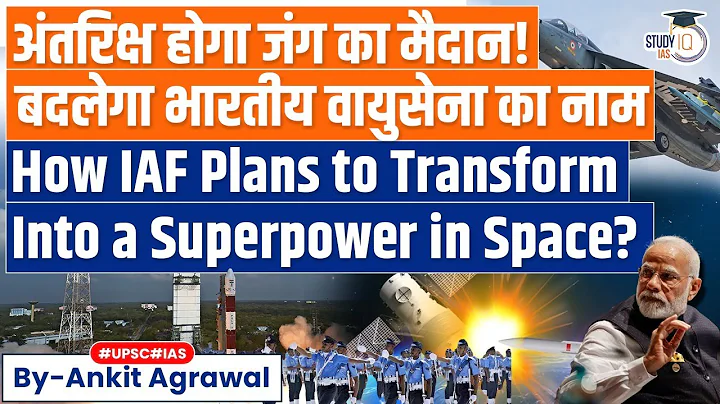 अंतरिक्ष होगा जंग का मैदान!
बदलेगा भारतीय वायुसेना का नाम
How IAF Plans to Transform
Into a Superpower in Space?
STUDY IQ
IAS
#UPSC#IAS
By-Ankit Agrawal